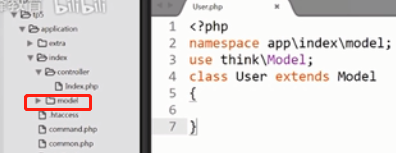 bilibili
tp5
application
extra
index
controller
Index.php
model
.htaccess
command.php
common.php
User.php
×
1 <?php
2 namespace app\index\model;
3 use think\Model;
4 class User extends Model
5 {
6
7 }